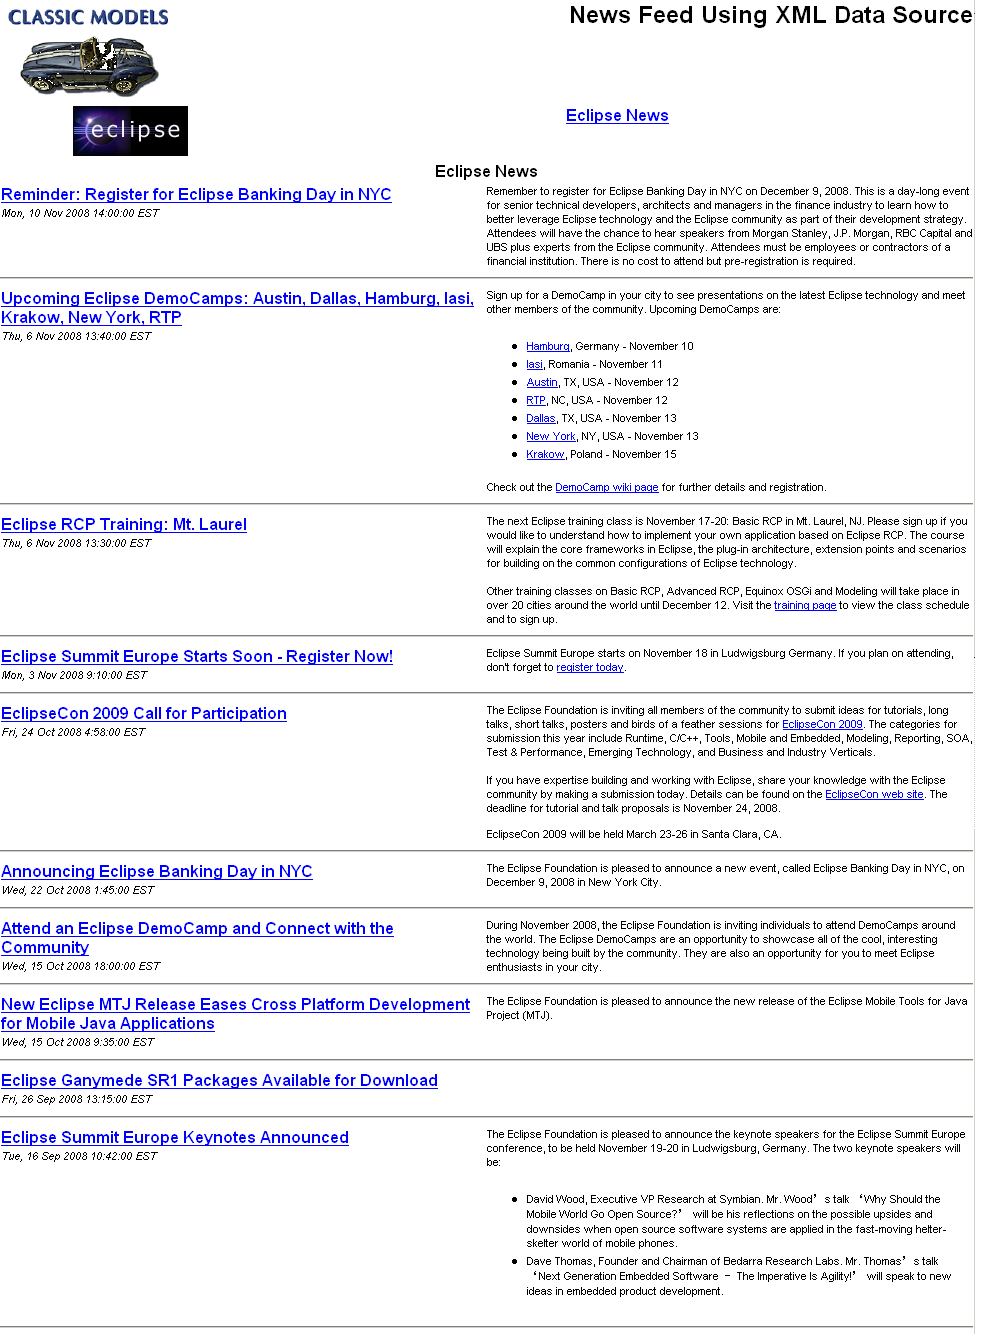 CLASSIC MODELS
News Feed Using XML Data Source
eclipse
Eclipse News
Eclipse News
Reminder: Register for Eclipse Banking Day in NYC
Mon, 10 Nov 2008 14:00:00 EST
Remember to register for Eclipse Banking Day in NYC on December 9, 2008. This is a day-long event
for senior technical developers, architects and managers in the finance industry to learn how to
better leverage Eclipse technology and the Eclipse community as part of their development strategy.
Attendees will have the chance to hear speakers from Morgan Stanley, J.P. Morgan, RBC Capital and
UBS plus experts from the Eclipse community. Attendees must be employees or contractors of a
financial institution. There is no cost to attend but pre-registration is required.
Upcoming Eclipse DemoCamps: Austin, Dallas, Hamburg, Iasi,
Krakow, New York, RTP
Thu, 6 Nov 2008 13:40:00 EST
Sign up for a DemoCamp in your city to see presentations on the latest Eclipse technology and meet
other members of the community. Upcoming DemoCamps are:
• Hamburg, Germany - November 10
• Iasi, Romania - November 11
• Austin, TX, USA - November 12
• RTP, NC, USA - November 12
• Dallas, TX, USA - November 13
• New York, NY, USA - November 13
• Krakow, Poland - November 15
Check out the DemoCamp wiki page for further details and registration.
Eclipse RCP Training: Mt. Laurel
Thu, 6 Nov 2008 13:30:00 EST
The next Eclipse training class is November 17-20: Basic RCP in Mt. Laurel, NJ. Please sign up if you
would like to understand how to implement your own application based on Eclipse RCP. The course
will explain the core frameworks in Eclipse, the plug-in architecture, extension points and scenarios
for building on the common configurations of Eclipse technology.
Other training classes on Basic RCP, Advanced RCP, Equinox OSGi and Modeling will take place in
over 20 cities around the world until December 12. Visit the training page to view the class schedule
and to sign up.
Eclipse Summit Europe Starts Soon - Register Now!
Mon, 3 Nov 2008 9:10:00 EST
Eclipse Summit Europe starts on November 18 in Ludwigsburg Germany. If you plan on attending,
don't forget to register today.
EclipseCon 2009 Call for Participation
Fri, 24 Oct 2008 4:58:00 EST
The Eclipse Foundation is inviting all members of the community to submit ideas for tutorials, long
talks, short talks, posters and birds of a feather sessions for EclipseCon 2009. The categories for
submission this year include Runtime, C/C++, Tools, Mobile and Embedded, Modeling, Reporting, SOA,
Test & Performance, Emerging Technology, and Business and Industry Verticals.
If you have expertise building and working with Eclipse, share your knowledge with the Eclipse
community by making a submission today. Details can be found on the EclipseCon web site. The
deadline for tutorial and talk proposals is November 24, 2008.
EclipseCon 2009 will be held March 23-26 in Santa Clara, CA.
Announcing Eclipse Banking Day in NYC
Wed, 22 Oct 2008 1:45:00 EST
The Eclipse Foundation is pleased to announce a new event, called Eclipse Banking Day in NYC, on
December 9, 2008 in New York City.
Attend an Eclipse DemoCamp and Connect with the
Community
Wed, 15 Oct 2008 18:00:00 EST
During November 2008, the Eclipse Foundation is inviting individuals to attend DemoCamps around
the world. The Eclipse DemoCamps are an opportunity to showcase all of the cool, interesting
technology being built by the community. They are also an opportunity for you to meet Eclipse
enthusiasts in your city.
New Eclipse MTJ Release Eases Cross Platform Development
for Mobile Java Applications
Wed, 15 Oct 2008 9:35:00 EST
The Eclipse Foundation is pleased to announce the new release of the Eclipse Mobile Tools for Java
Project (MTJ).
Eclipse Ganymede SR1 Packages Available for Download
Fri, 26 Sep 2008 13:15:00 EST
Eclipse Summit Europe Keynotes Announced
Tue, 16 Sep 2008 10:42:00 EST
The Eclipse Foundation is pleased to announce the keynote speakers for the Eclipse Summit Europe
conference, to be held November 19-20 in Ludwigsburg, Germany. The two keynote speakers will
be:
• David Wood, Executive VP Research at Symbian. Mr. Wood’s talk ‘Why Should the
Mobile World Go Open Source?’ will be his reflections on the possible upsides and
downsides when open source software systems are applied in the fast-moving helter-
skelter world of mobile phones.
• Dave Thomas, Founder and Chairman of Bedarra Research Labs. Mr. Thomas’s talk
‘Next Generation Embedded Software – The Imperative Is Agility!’ will speak to new
ideas in embedded product development.